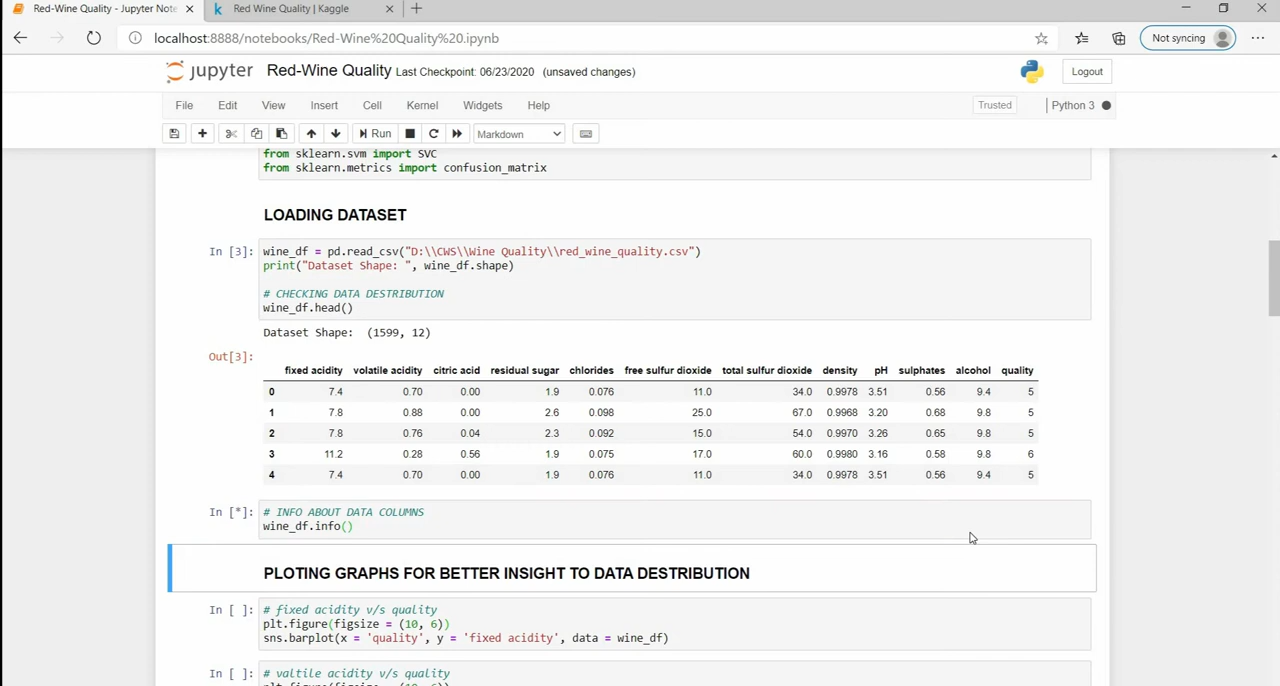 Red-Wine Quality - Jupyter Note
Red Wine Quality | Kaggle
localhost:8888/notebooks/Red-Wine%20Quality%20.ipynb
Not syncing
jupyter Red-Wine Quality Last Checkpoint: 06/23/2020 (unsaved changes)
Logout
File Edit View Insert Cell Kernel Widgets Help
Trusted
Python 3
Run
Markdown
from sklearn.svm import SVC
from sklearn.metrics import confusion_matrix
LOADING DATASET
In [3]: wine_df = pd.read_csv("D:\\CWS\\Wine Quality\\red_wine_quality.csv")
print("Dataset Shape: ", wine_df.shape)
# CHECKING DATA DESTRIBUTION
wine_df.head()
Dataset Shape: (1599, 12)
Out[3]:
fixed acidity volatile acidity citric acid residual sugar chlorides free sulfur dioxide total sulfur dioxide density pH sulphates alcohol quality
0 7.4 0.70 0.00 1.9 0.076 11.0 34.0 0.9978 3.51 0.56 9.4 5
1 7.8 0.88 0.00 2.6 0.098 25.0 67.0 0.9968 3.20 0.68 9.8 5
2 7.8 0.76 0.04 2.3 0.092 15.0 54.0 0.9970 3.26 0.65 9.8 5
3 11.2 0.28 0.56 1.9 0.075 17.0 60.0 0.9980 3.16 0.58 9.8 6
4 7.4 0.70 0.00 1.9 0.076 11.0 34.0 0.9978 3.51 0.56 9.4 5
In [*]: # INFO ABOUT DATA COLUMNS
wine_df.info()
PLOTING GRAPHS FOR BETTER INSIGHT TO DATA DESTRIBUTION
In [ ]: # fixed acidity v/s quality
plt.figure(figsize = (10, 6))
sns.barplot(x = 'quality', y = 'fixed acidity', data = wine_df)
In [ ]: # valtile acidity v/s quality
plt.figure(figsize = (10, 6))